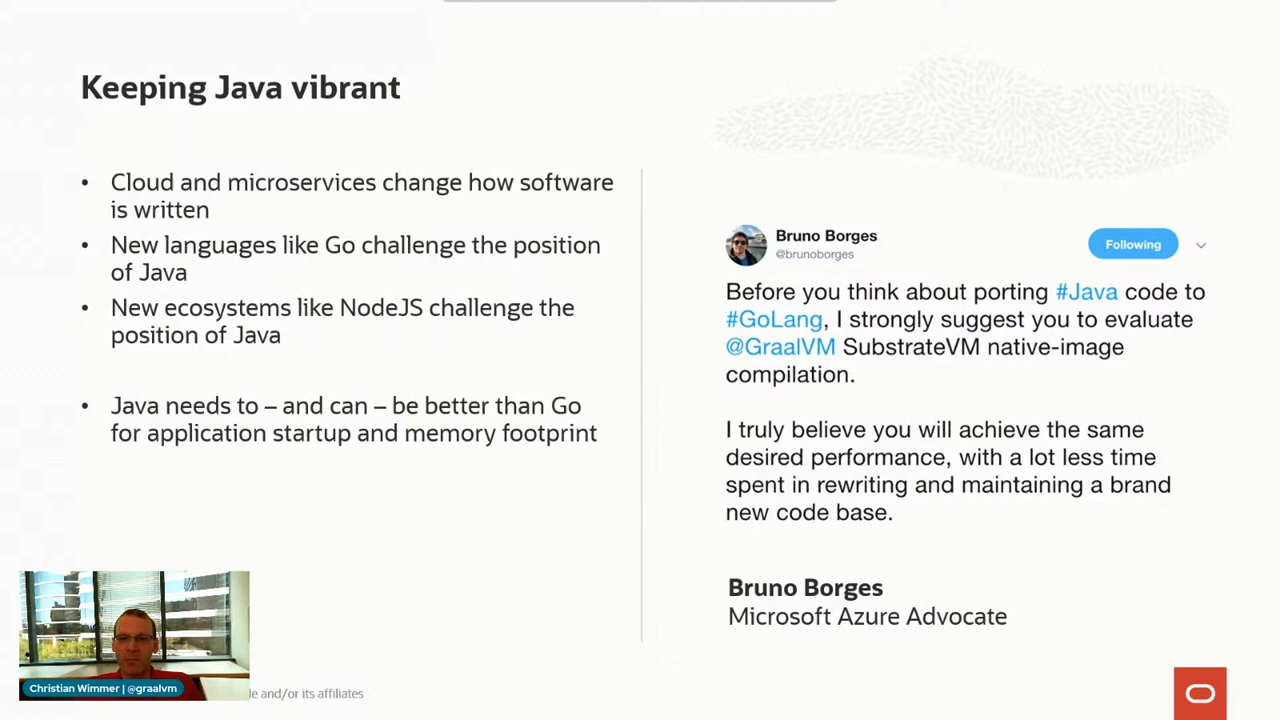 Keeping Java vibrant
• Cloud and microservices change how software
is written
• New languages like Go challenge the position
of Java
• New ecosystems like NodeJS challenge the
position of Java
• Java needs to – and can – be better than Go
for application startup and memory footprint
Bruno Borges
@brunoborges
Following
Before you think about porting #Java code to
#GoLang, I strongly suggest you to evaluate
@GraalVM SubstrateVM native-image
compilation.
I truly believe you will achieve the same
desired performance, with a lot less time
spent in rewriting and maintaining a brand
new code base.
Bruno Borges
Microsoft Azure Advocate
Christian Wimmer | @graalvm
and/or its affiliates